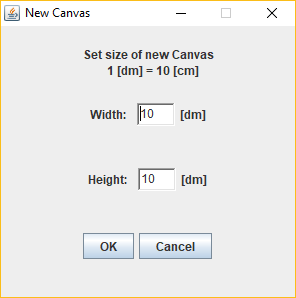 New Canvas
Set size of new Canvas
1 [dm] = 10 [cm]
Width: 10 [dm]
Height: 10 [dm]
OK Cancel